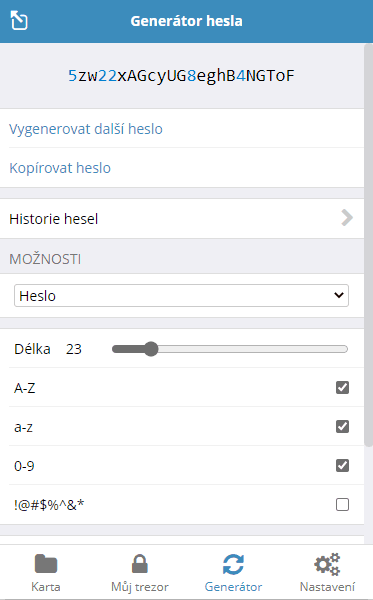 Generátor hesla
5zw22xAGcyUG8eghB4NGToF
Vygenerovat další heslo
Kopírovat heslo
Historie hesel
MOŽNOSTI
Heslo
Délka 23
A-Z
a-z
0-9
!@#$%^&*
Karta Můj trezor Generátor Nastavení